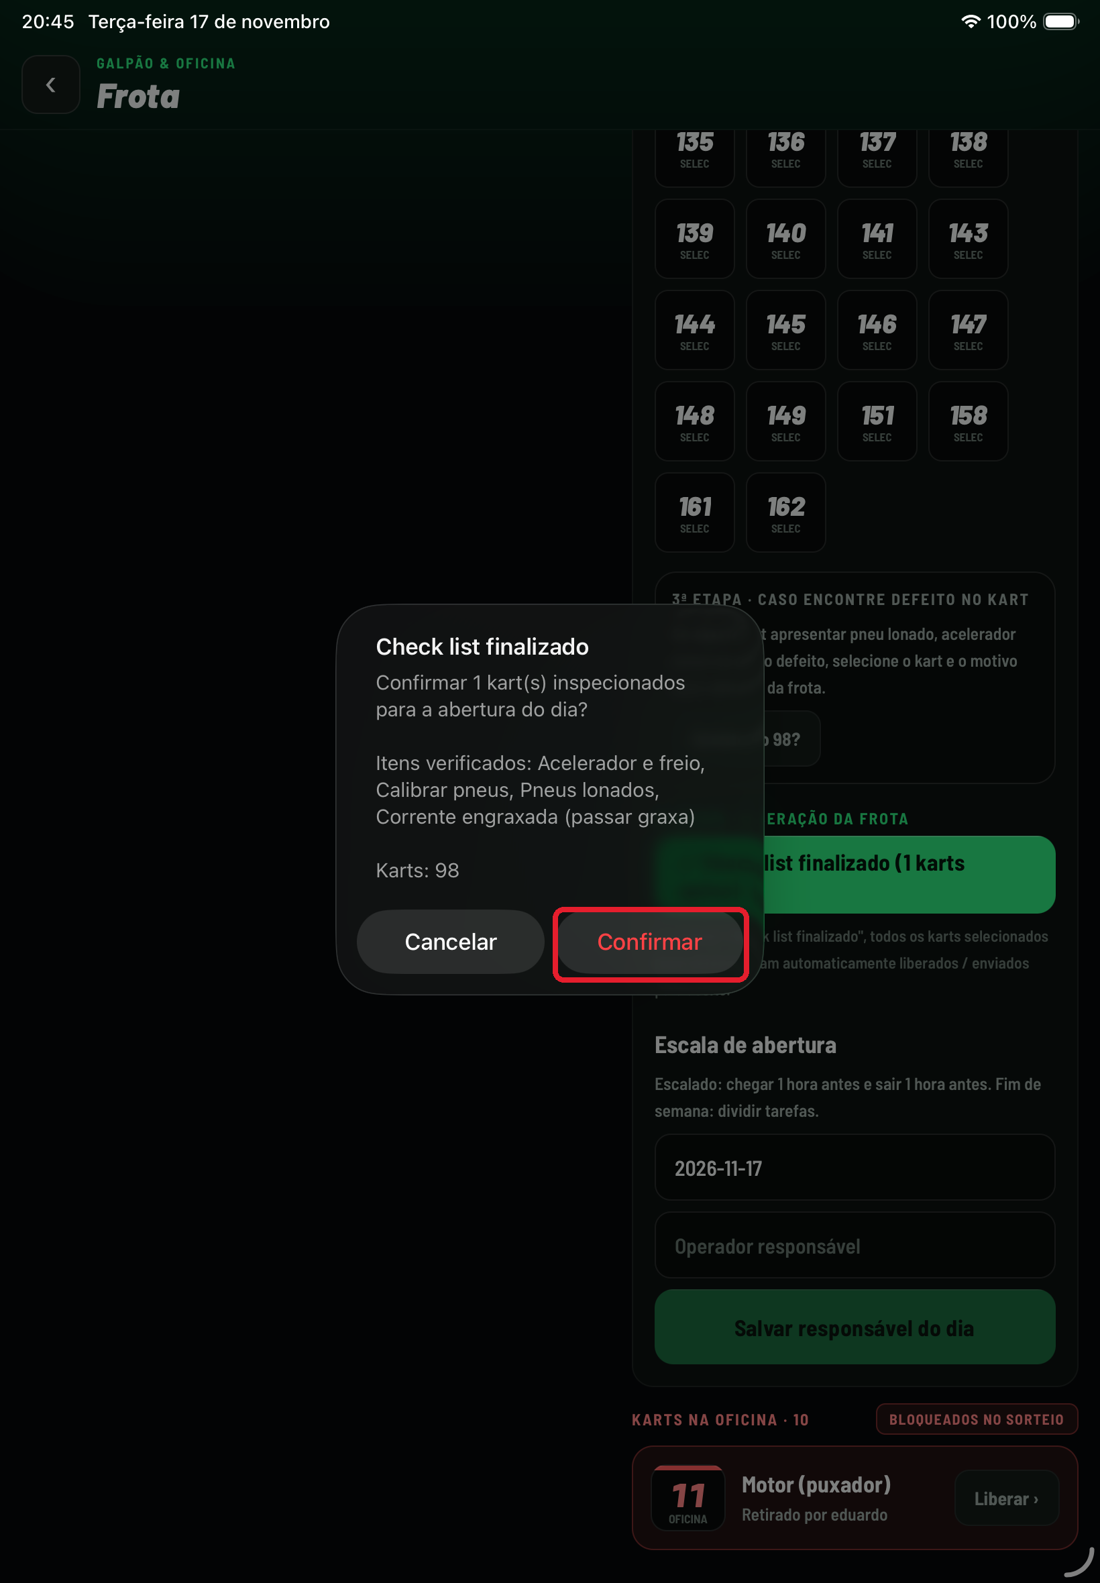 20:45 Terça-feira 17 de novembro
100%
GALPÃO & OFICINA
Frota
135 136 137 138
SELEC SELEC SELEC SELEC
139 140 141 143
SELEC SELEC SELEC SELEC
144 145 146 147
SELEC SELEC SELEC SELEC
148 149 151 158
SELEC SELEC SELEC SELEC
161 162
SELEC SELEC
3ª ETAPA · CASO ENCONTRE DEFEITO NO KART
t apresentar pneu lonado, acelerador
o defeito, selecione o kart e o motivo
da frota.
98?
Check list finalizado
Confirmar 1 kart(s) inspecionados
para a abertura do dia?
Itens verificados: Acelerador e freio,
Calibrar pneus, Pneus lonados,
Corrente engraxada (passar graxa)
Karts: 98
Cancelar
Confirmar
ERAÇÃO DA FROTA
list finalizado (1 karts
k list finalizado", todos os karts selecionados
am automaticamente liberados / enviados
Escala de abertura
Escalado: chegar 1 hora antes e sair 1 hora antes. Fim de
semana: dividir tarefas.
2026-11-17
Operador responsável
Salvar responsável do dia
KARTS NA OFICINA · 10
BLOQUEADOS NO SORTEIO
11
OFICINA
Motor (puxador)
Retirado por eduardo
Liberar ›